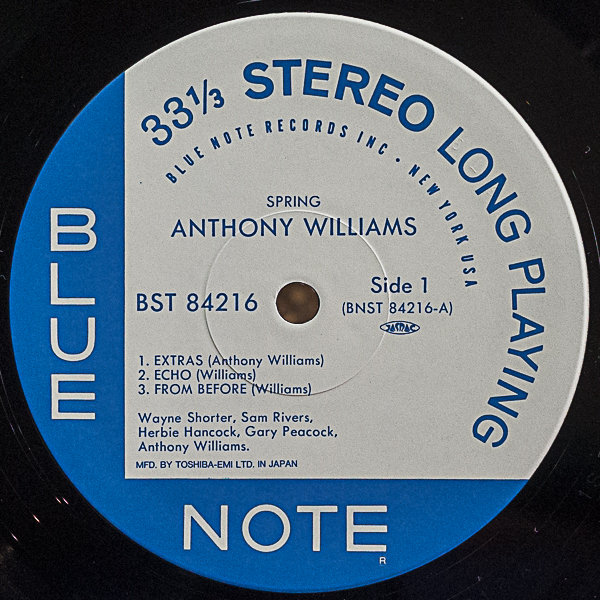 33⅓ STEREO LONG PLAYING
BLUE NOTE RECORDS INC • NEW YORK USA
SPRING
ANTHONY WILLIAMS
BST 84216
Side 1
(BNST 84216-A)
JASRAC
1. EXTRAS (Anthony Williams)
2. ECHO (Williams)
3. FROM BEFORE (Williams)
Wayne Shorter, Sam Rivers,
Herbie Hancock, Gary Peacock,
Anthony Williams.
MFD. BY TOSHIBA-EMI LTD. IN JAPAN
BLUE
NOTE
R